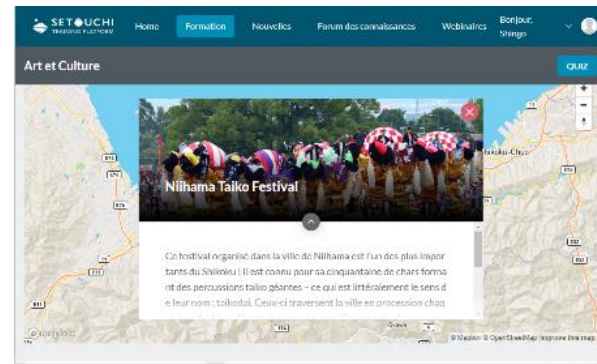 SETOUCHI
TRAINING PLATFORM
Home
Formation
Nouvelles
Forum des connaissances
Webinaires
Bonjour,
Shingo
Art et Culture
QUIZ
Niihama Taiko Festival
Ce festival organisé dans la ville de Niihama est l'un des plus impor
tants du Shikoku ! Il est connu pour sa cinquantaine de chars forma
nt des percussions taiko géantes – ce qui est littéralement le sens d
e leur nom : taikodai. Ceux-ci traversent la ville en procession chaq
© Mapbox © OpenStreetMap Improve this map